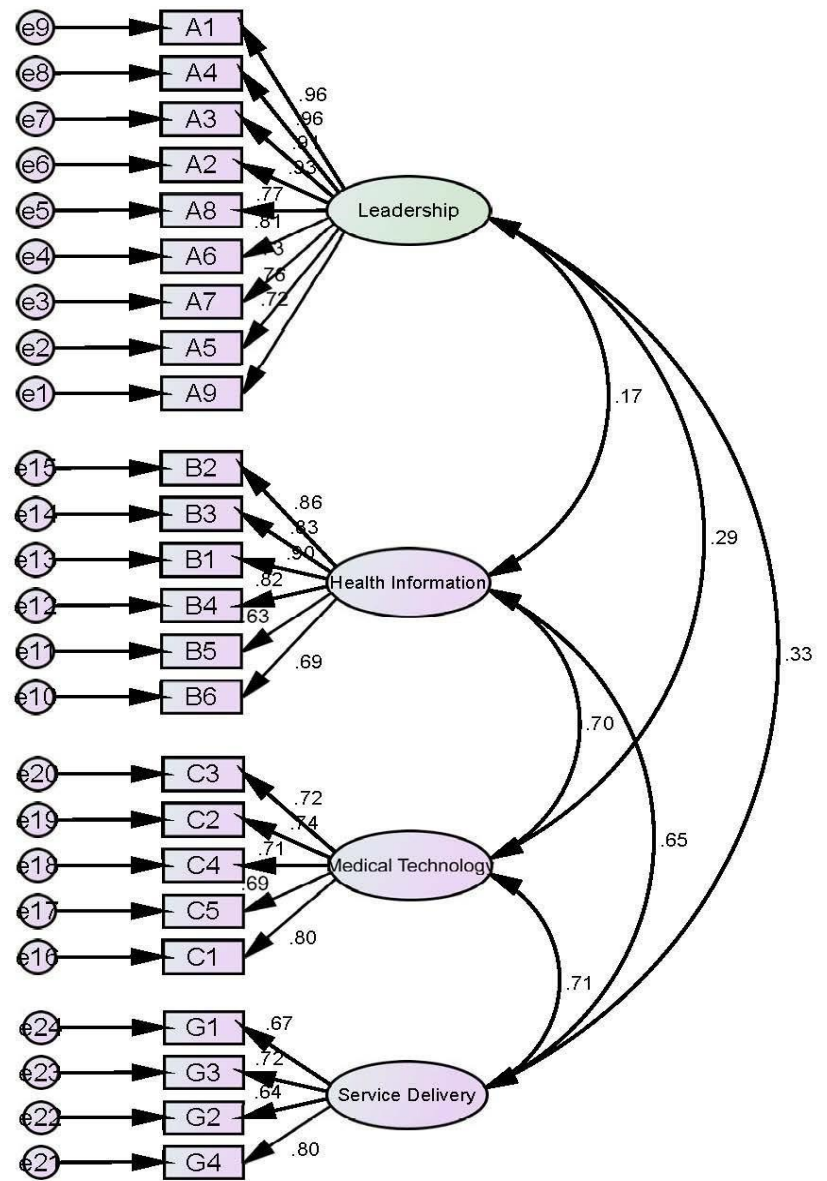 e9 A1
e8 A4
.96
e7 A3
.96
.91
e6 A2
.93
e5 A8
.77
Leadership
.81
e4 A6
e3 A7
.76
.72
e2 A5
e1 A9
.17
e15 B2
.86
e14 B3
.83
e13 B1
.90
.29
.82
Health Information
e12 B4
.63
e11 B5
.69
.33
e10 B6
.70
e20 C3
.72
e19 C2
.74
.71
.65
e18 C4
Medical Technology
.69
e17 C5
.80
e16 C1
.71
e24 G1
.67
.72
e23 G3
.64
Service Delivery
e22 G2
.80
e21 G4